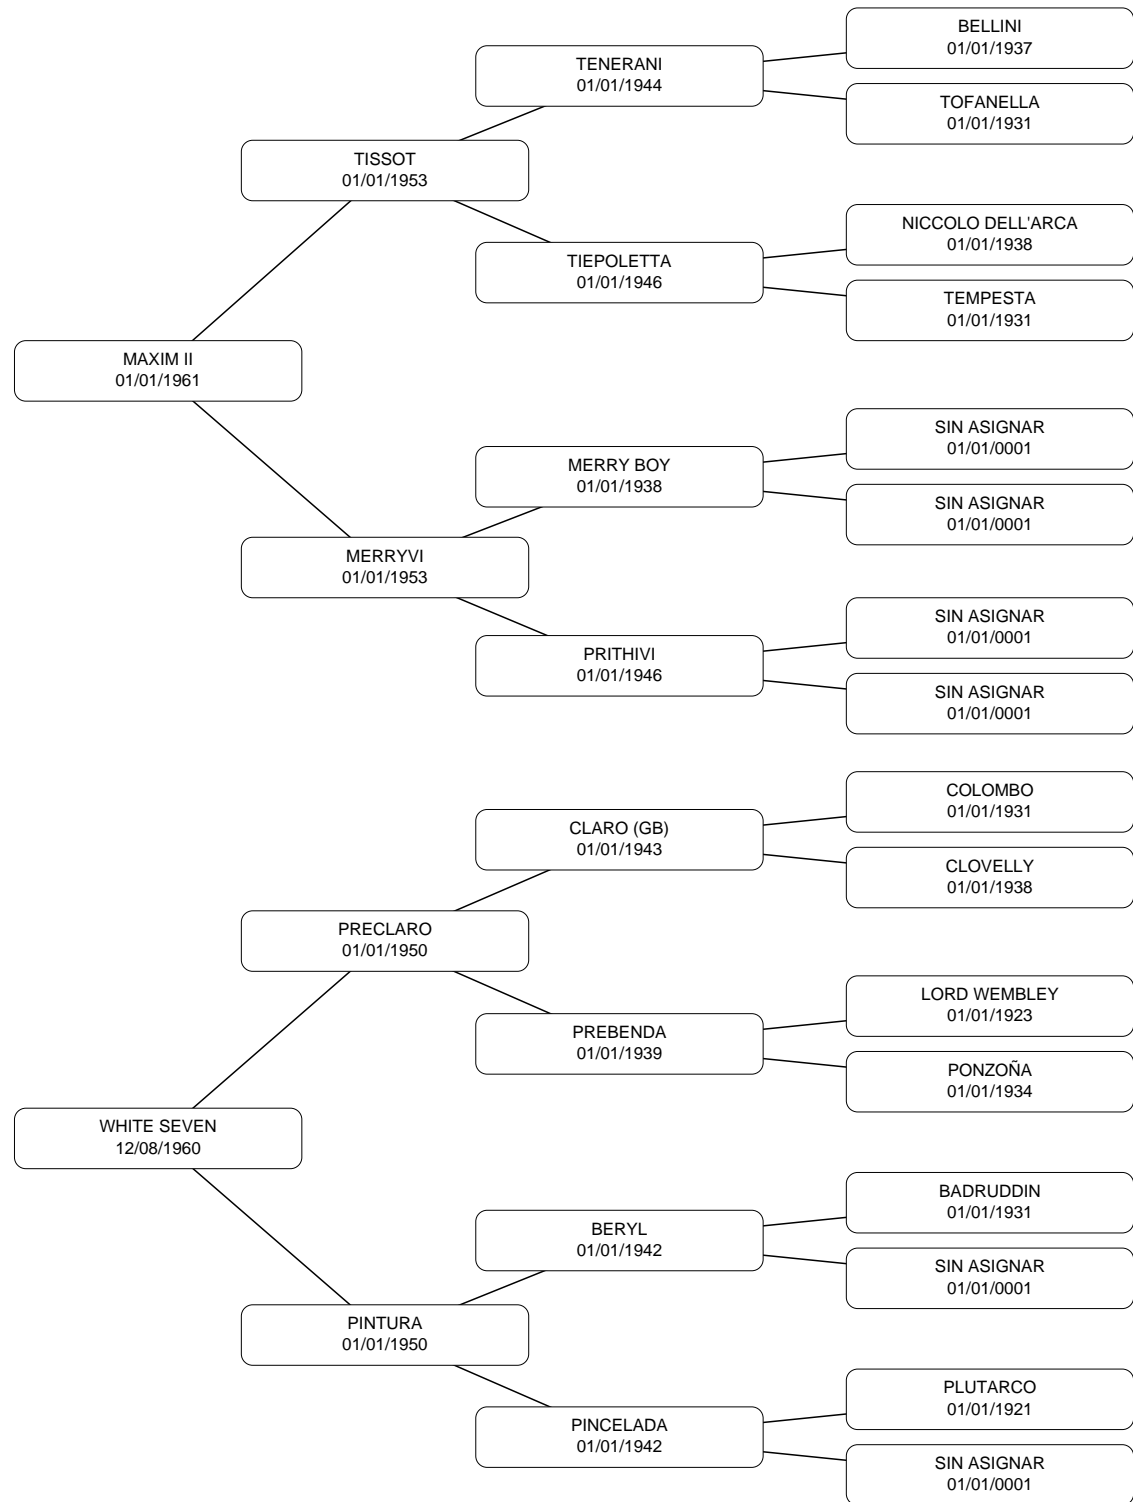 BELLINI
01/01/1937
TENERANI
01/01/1944
TOFANELLA
01/01/1931
TISSOT
01/01/1953
NICCOLO DELL'ARCA
01/01/1938
TIEPOLETTA
01/01/1946
TEMPESTA
01/01/1931
MAXIM II
01/01/1961
SIN ASIGNAR
01/01/0001
MERRY BOY
01/01/1938
SIN ASIGNAR
01/01/0001
MERRYVI
01/01/1953
SIN ASIGNAR
01/01/0001
PRITHIVI
01/01/1946
SIN ASIGNAR
01/01/0001
COLOMBO
01/01/1931
CLARO (GB)
01/01/1943
CLOVELLY
01/01/1938
PRECLARO
01/01/1950
LORD WEMBLEY
01/01/1923
PREBENDA
01/01/1939
PONZOÑA
01/01/1934
WHITE SEVEN
12/08/1960
BADRUDDIN
01/01/1931
BERYL
01/01/1942
SIN ASIGNAR
01/01/0001
PINTURA
01/01/1950
PLUTARCO
01/01/1921
PINCELADA
01/01/1942
SIN ASIGNAR
01/01/0001